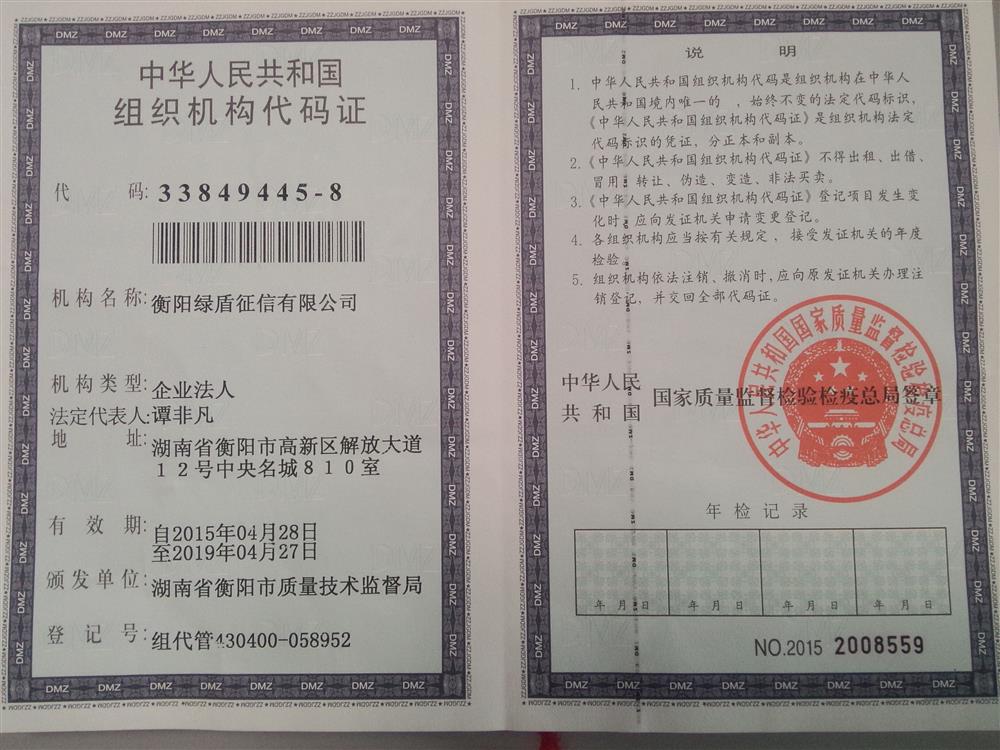 中华人民共和国
组织机构代码证
代 码: 33849445-8
机构名称: 衡阳绿盾征信有限公司
机构类型: 企业法人
法定代表人: 谭非凡
地 址: 湖南省衡阳市高新区解放大道
12号中央名城810室
有 效 期: 自2015年04月28日
至2019年04月27日
颁发单位: 湖南省衡阳市质量技术监督局
登 记 号: 组代管430400-058952
说 明
1. 中华人民共和国组织机构代码是组织机构在中华人
民共和国境内唯一的 ,始终不变的法定代码标识,
《中华人民共和国组织机构代码证》是组织机构法定
代码标识的凭证,分正本和副本。
2.《中华人民共和国组织机构代码证》不得出租、出借、
冒用、转让、伪造、变造、非法买卖。
3.《中华人民共和国组织机构代码证》登记项目发生变
化时,应向发证机关申请变更登记。
4. 各组织机构应当按有关规定,接受发证机关的年度
检验。
5. 组织机构依法注销、撤消时,应向原发证机关办理注
销登记,并交回全部代码证。
中华人民
共和国 国家质量监督检验检疫总局签章
中华人民共和国国家质量监督检验检疫总局
年检记录
年 月 日 年 月 日 年 月 日 年 月 日
NO.2015 2008559